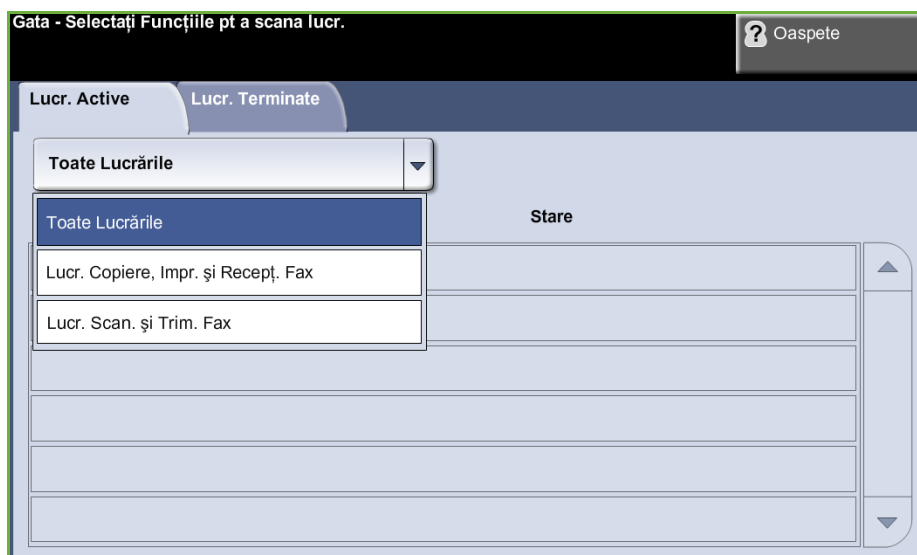 Gata - Selectați Funcțiile pt a scana lucr.
? Oaspete
Lucr. Active
Lucr. Terminate
Toate Lucrările
Toate Lucrările
Stare
Lucr. Copiere, Impr. şi Recepț. Fax
Lucr. Scan. şi Trim. Fax